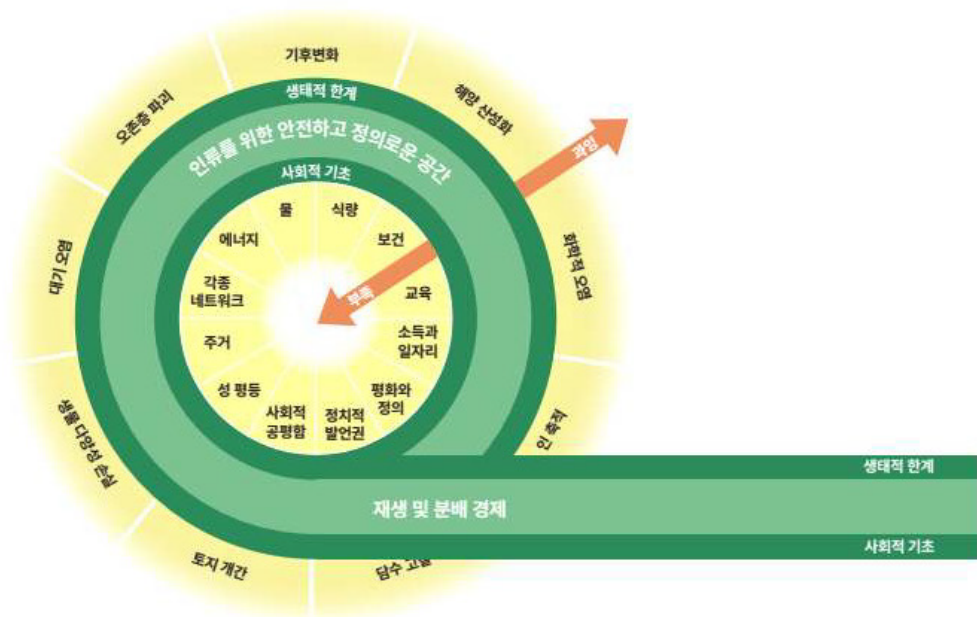 기후변화
생태적 한계
해양 산성화
오존층 파괴
인류를 위한 안전하고 정의로운 공간
사회적 기초
과잉
물
식량
에너지
보건
대기 오염
화학적 오염
각종
네트워크
부족
교육
주거
소득과
일자리
성 평등
평화와
정의
사회적
공평함
정치적
발언권
생물 다양성 손실
인 축적
생태적 한계
재생 및 분배 경제
사회적 기초
토지 개간
담수